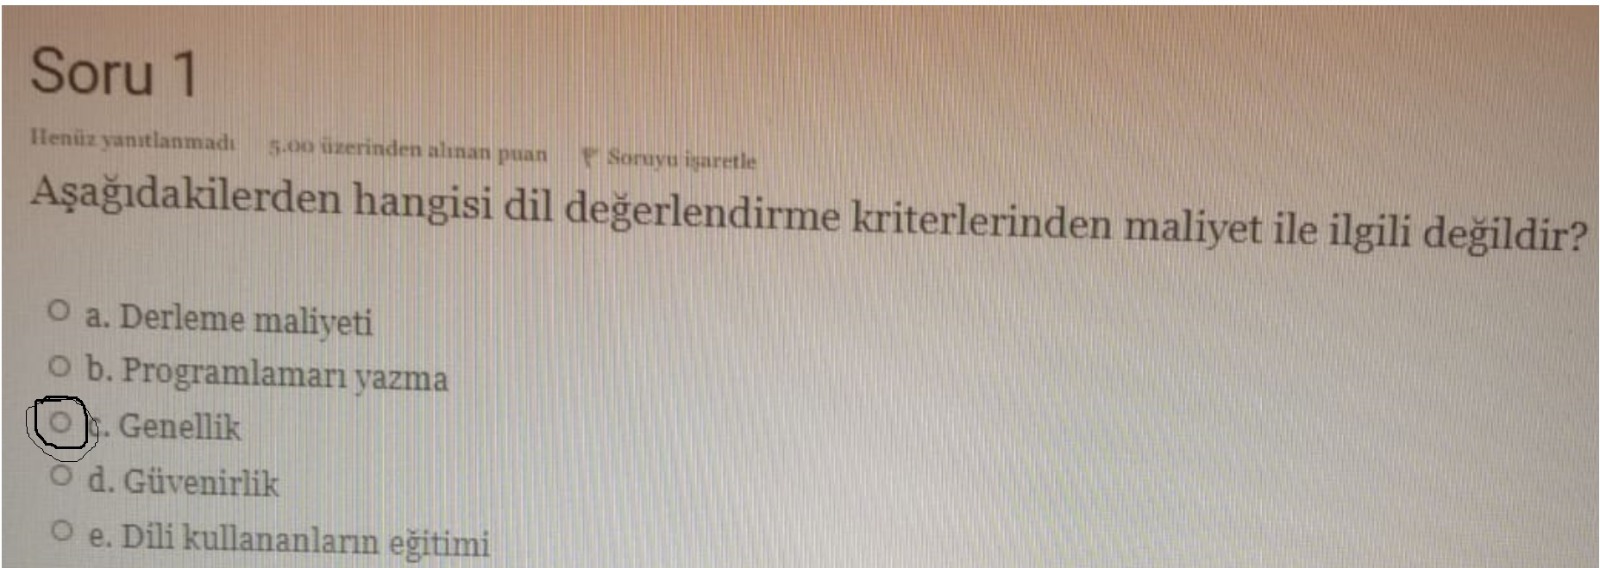 Soru 1
Henüz yanıtlanmadı 5.00 üzerinden alınan puan Soruyu işaretle
Aşağıdakilerden hangisi dil değerlendirme kriterlerinden maliyet ile ilgili değildir?
a. Derleme maliyeti
b. Programlamarı yazma
c. Genellik
d. Güvenirlik
e. Dili kullananların eğitimi